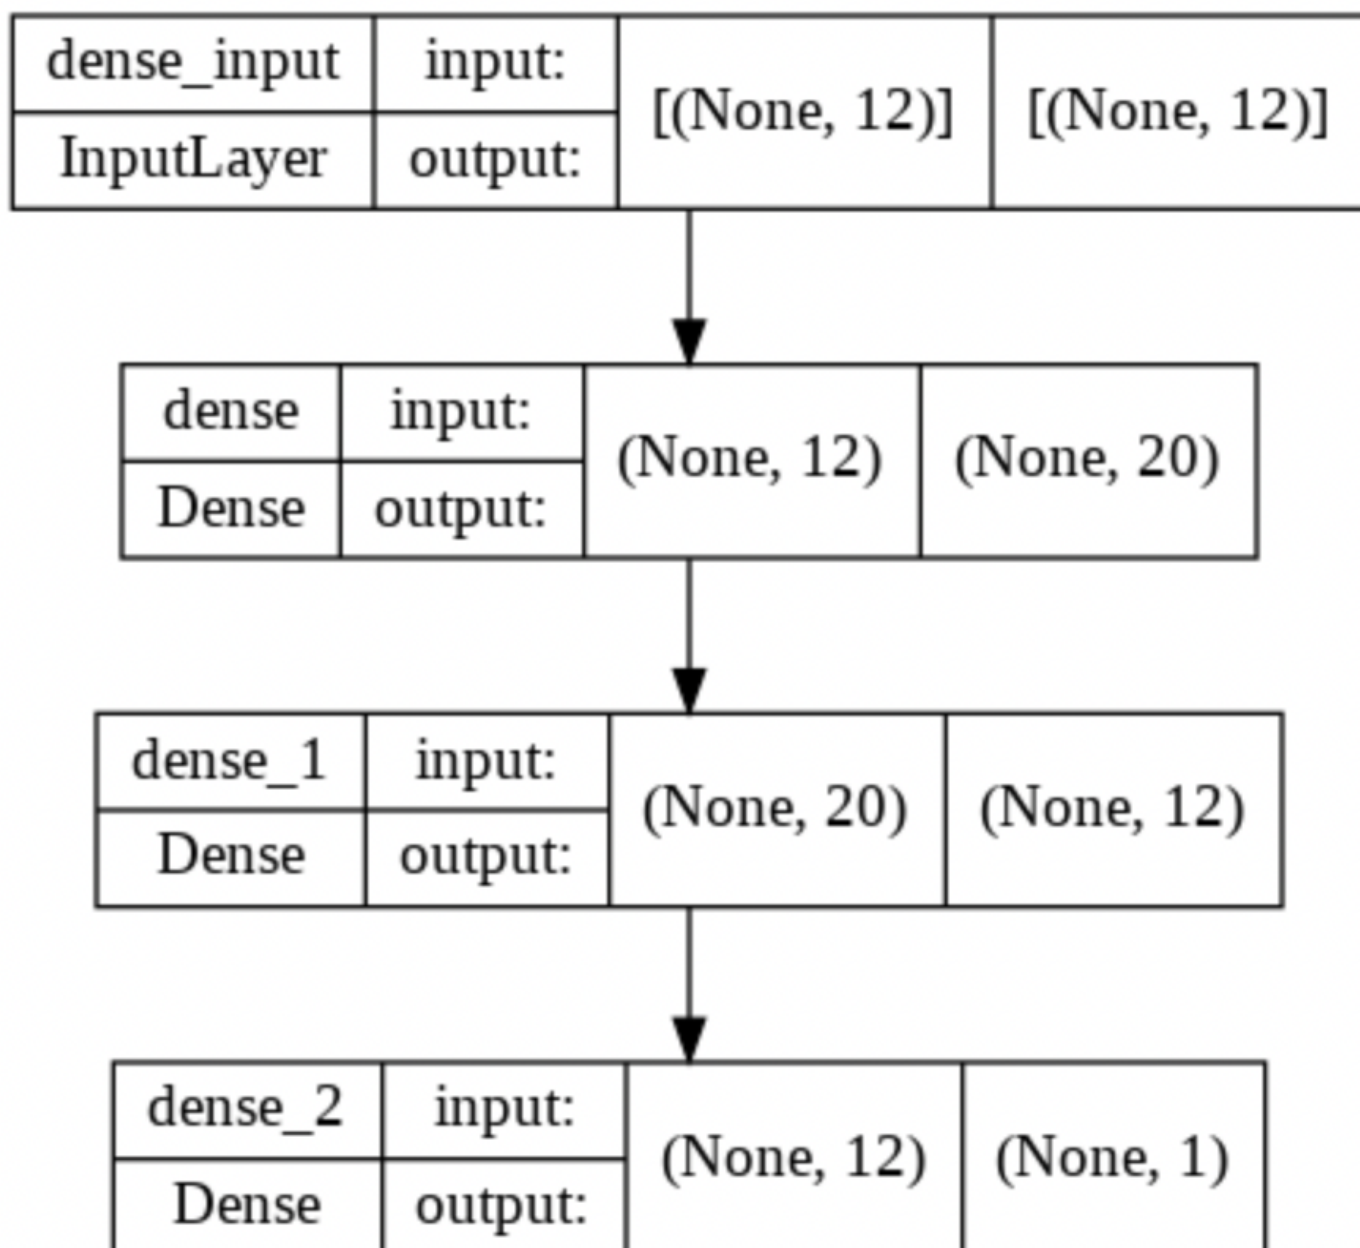 dense_input input: [(None, 12)] [(None, 12)]
InputLayer output:
dense input: (None, 12) (None, 20)
Dense output:
dense_1 input: (None, 20) (None, 12)
Dense output:
dense_2 input: (None, 12) (None, 1)
Dense output: